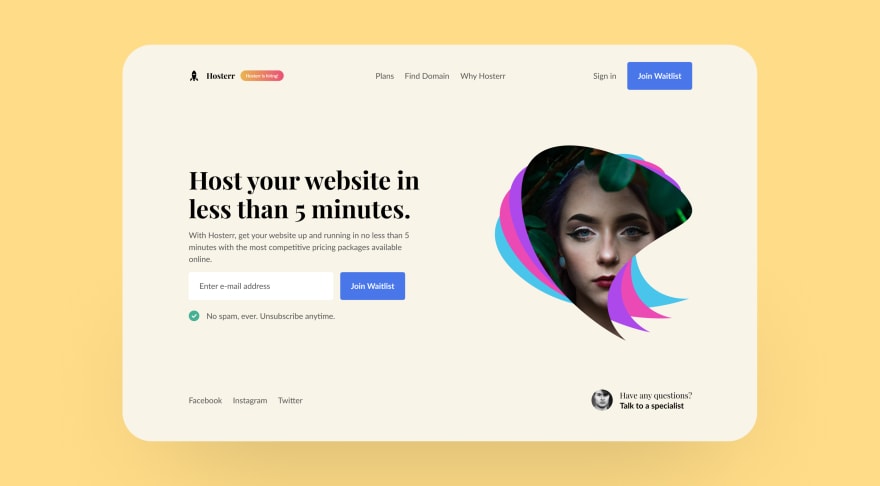 Hosterr
Hosterr is hiring!
Plans
Find Domain
Why Hosterr
Sign in
Join Waitlist
Host your website in
less than 5 minutes.
With Hosterr, get your website up and running in no less than 5
minutes with the most competitive pricing packages available
online.
Enter e-mail address
Join Waitlist
No spam, ever. Unsubscribe anytime.
Facebook
Instagram
Twitter
Have any questions?
Talk to a specialist